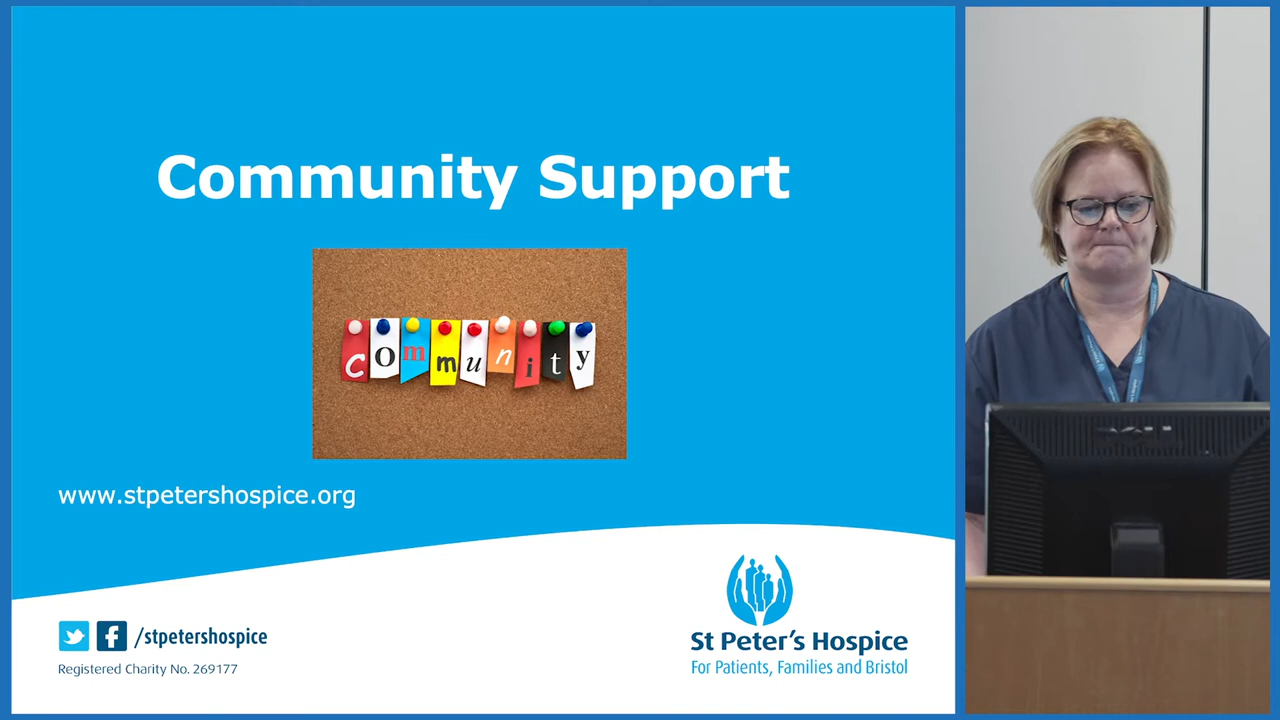 Community Support
community
www.stpetershospice.org
/stpetershospice
Registered Charity No. 269177
St Peter's Hospice
For Patients, Families and Bristol
DELL